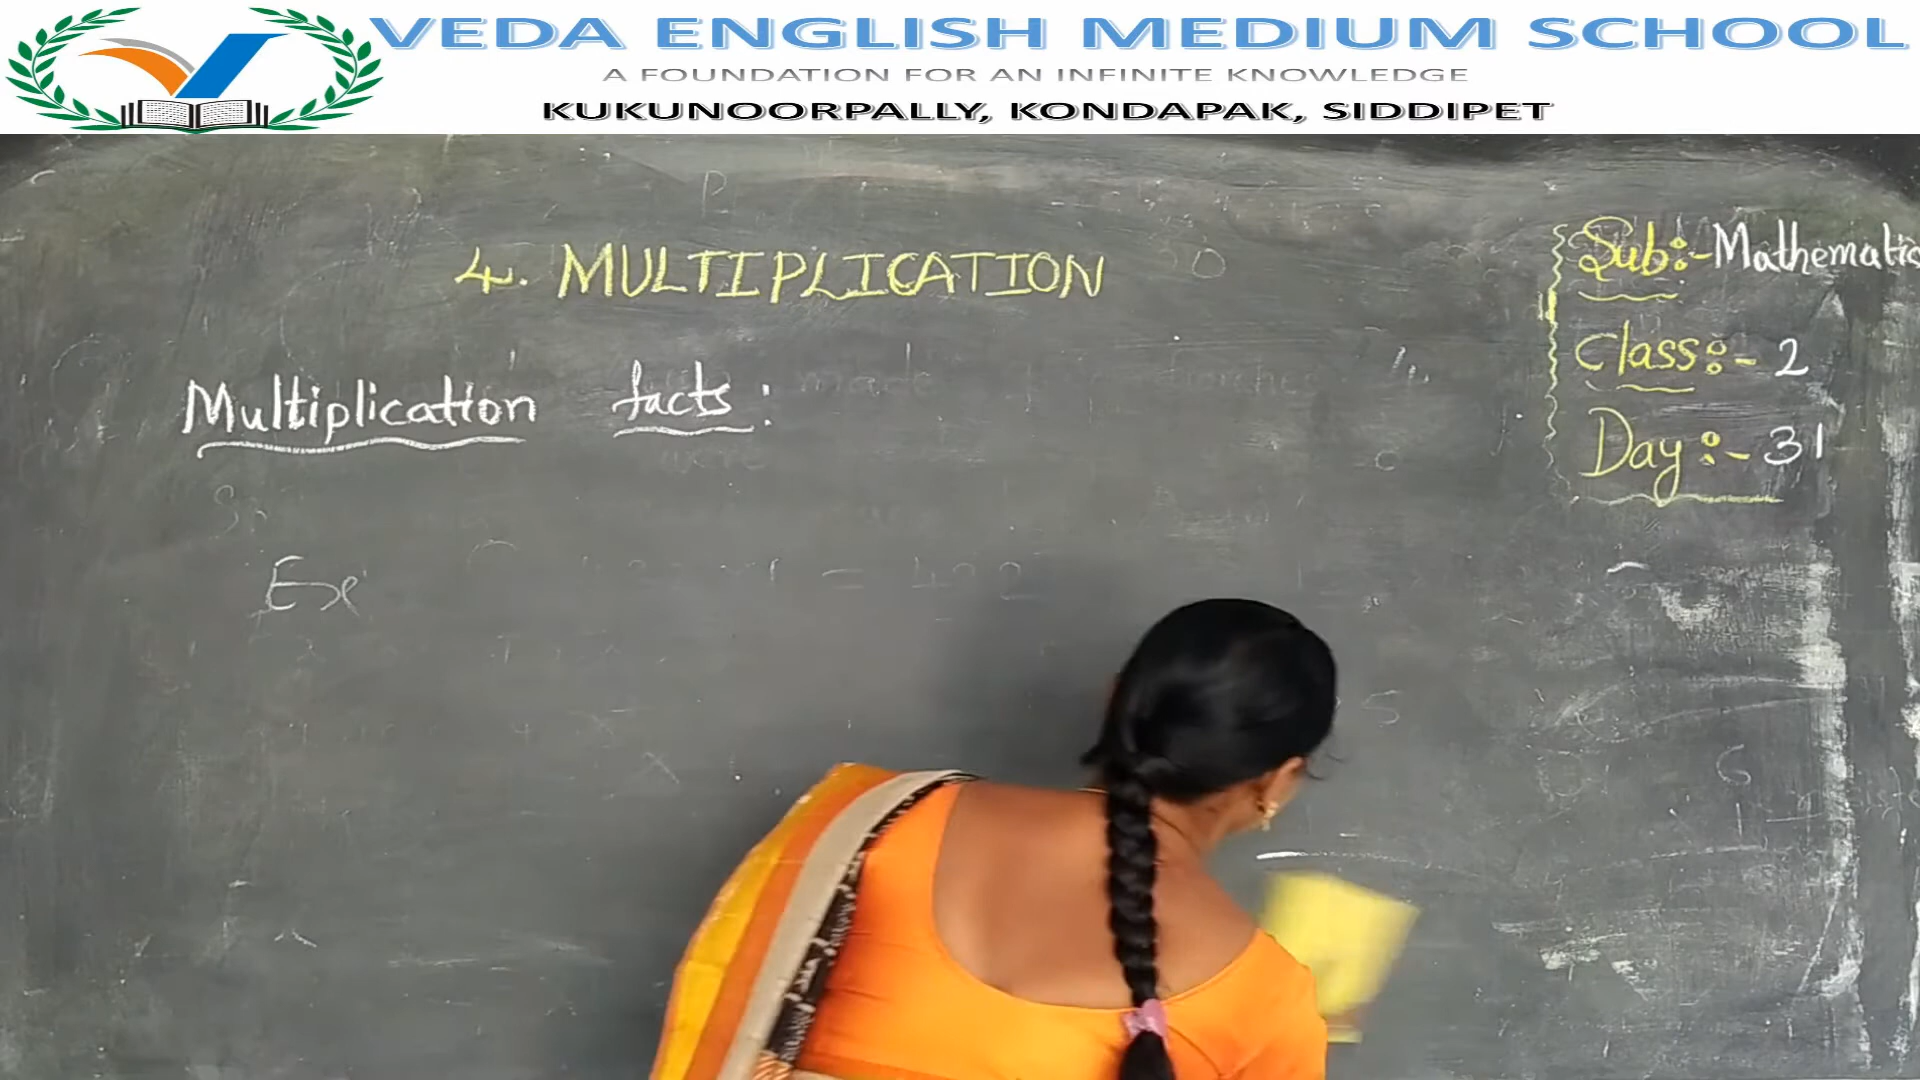 VEDA ENGLISH MEDIUM SCHOOL
A FOUNDATION FOR AN INFINITE KNOWLEDGE
KUKUNOORPALLY, KONDAPAK, SIDDIPET
4. MULTIPLICATION
Sub:- Mathematic
Class:- 2
Day:- 31
Multiplication facts:
Ex